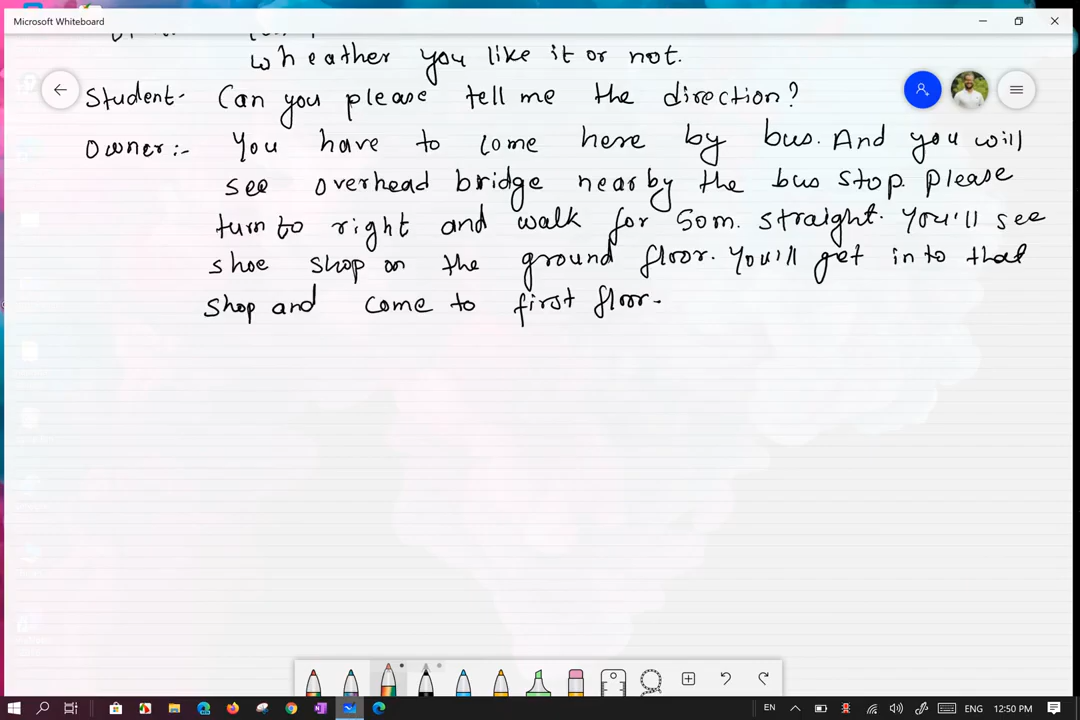 Microsoft Whiteboard
wheather you like it or not.
Student- Can you please tell me the direction?
Owner:- You have to come here by bus. And you will
see overhead bridge nearby the bus stop. Please
turn to right and walk for 50m. straight. You'll see
shoe shop on the ground floor. You'll get in to that
shop and come to first floor-
EN ENG 12:50 PM